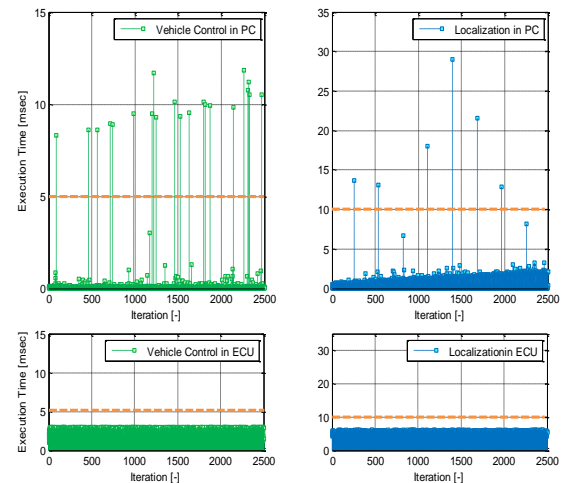 Vehicle Control in PC
Execution Time [msec]
15
10
5
0
0 500 1000 1500 2000 2500
Iteration [-]
Localization in PC
35
30
25
20
15
10
5
0
0 500 1000 1500 2000 2500
Iteration [-]
Vehicle Control in ECU
Execution Time [msec]
15
10
5
0
0 500 1000 1500 2000 2500
Iteration [-]
Localizationin ECU
30
20
10
0
0 500 1000 1500 2000 2500
Iteration [-]